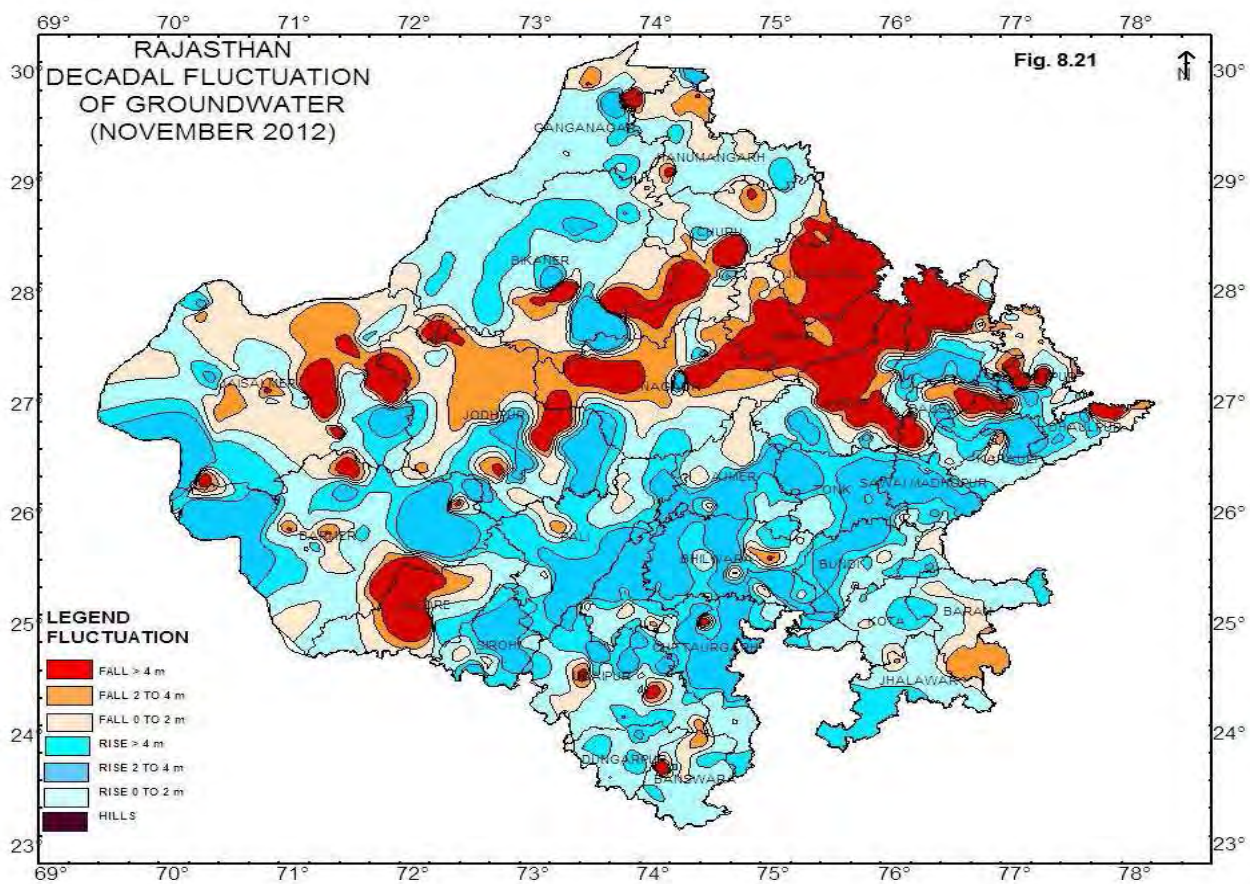 69° 70° 71° 72° 73° 74° 75° 76° 77° 78°
RAJASTHAN
DECADAL FLUCTUATION
OF GROUNDWATER
(NOVEMBER 2012)
Fig. 8.21
N
30° 30°
29° 29°
28° 28°
27° 27°
26° 26°
25° 25°
24° 24°
23° 23°
HANUMANGARH
CHURU
BIKANER
NAGAUR
JODHPUR
DAUSA
AJMER
TONK
SAWAI MADHOPUR
BARMER
PALI
BHILWARA
BUNDI
BARAN
KOTA
SIROHI
CHITTAURGARH
UDAIPUR
JHALAWAR
DUNGARPUR
BANSWARA
LEGEND
FLUCTUATION
FALL > 4 m
FALL 2 TO 4 m
FALL 0 TO 2 m
RISE > 4 m
RISE 2 TO 4 m
RISE 0 TO 2 m
HILLS
69° 70° 71° 72° 73° 74° 75° 76° 77° 78°